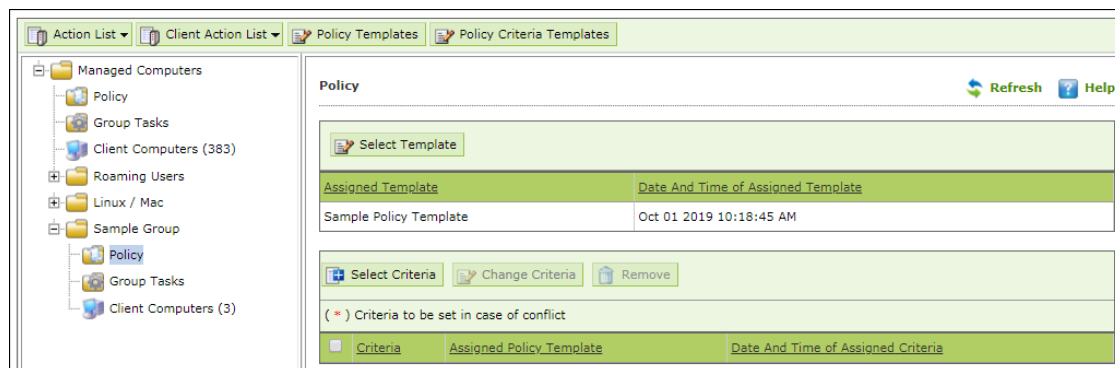 Action List Client Action List Policy Templates Policy Criteria Templates
Managed Computers
Policy
Group Tasks
Client Computers (383)
Roaming Users
Linux / Mac
Sample Group
Policy
Group Tasks
Client Computers (3)
Policy Refresh ? Help
Select Template
Assigned Template Date And Time of Assigned Template
Sample Policy Template Oct 01 2019 10:18:45 AM
Select Criteria Change Criteria Remove
( * ) Criteria to be set in case of conflict
Criteria Assigned Policy Template Date And Time of Assigned Criteria